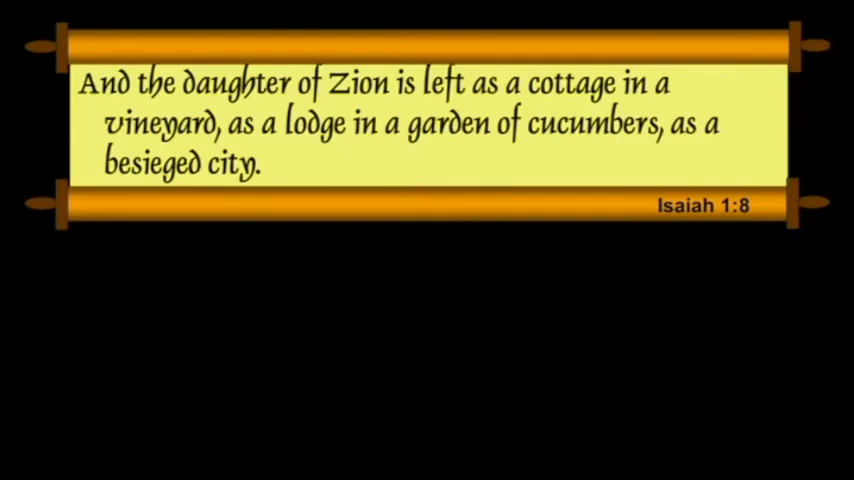 And the daughter of Zion is left as a cottage in a
vineyard, as a lodge in a garden of cucumbers, as a
besieged city.
Isaiah 1:8